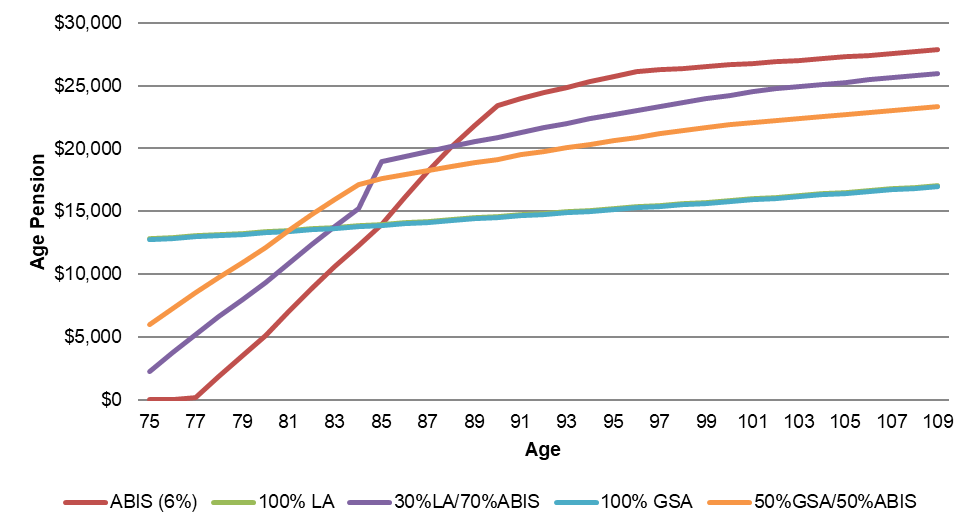 $30,000
$25,000
$20,000
$15,000
$10,000
$5,000
$0
Age Pension
75 77 79 81 83 85 87 89 91 93 95 97 99 101 103 105 107 109
Age
ABIS (6%) 100% LA 30%LA/70%ABIS 100% GSA 50%GSA/50%ABIS